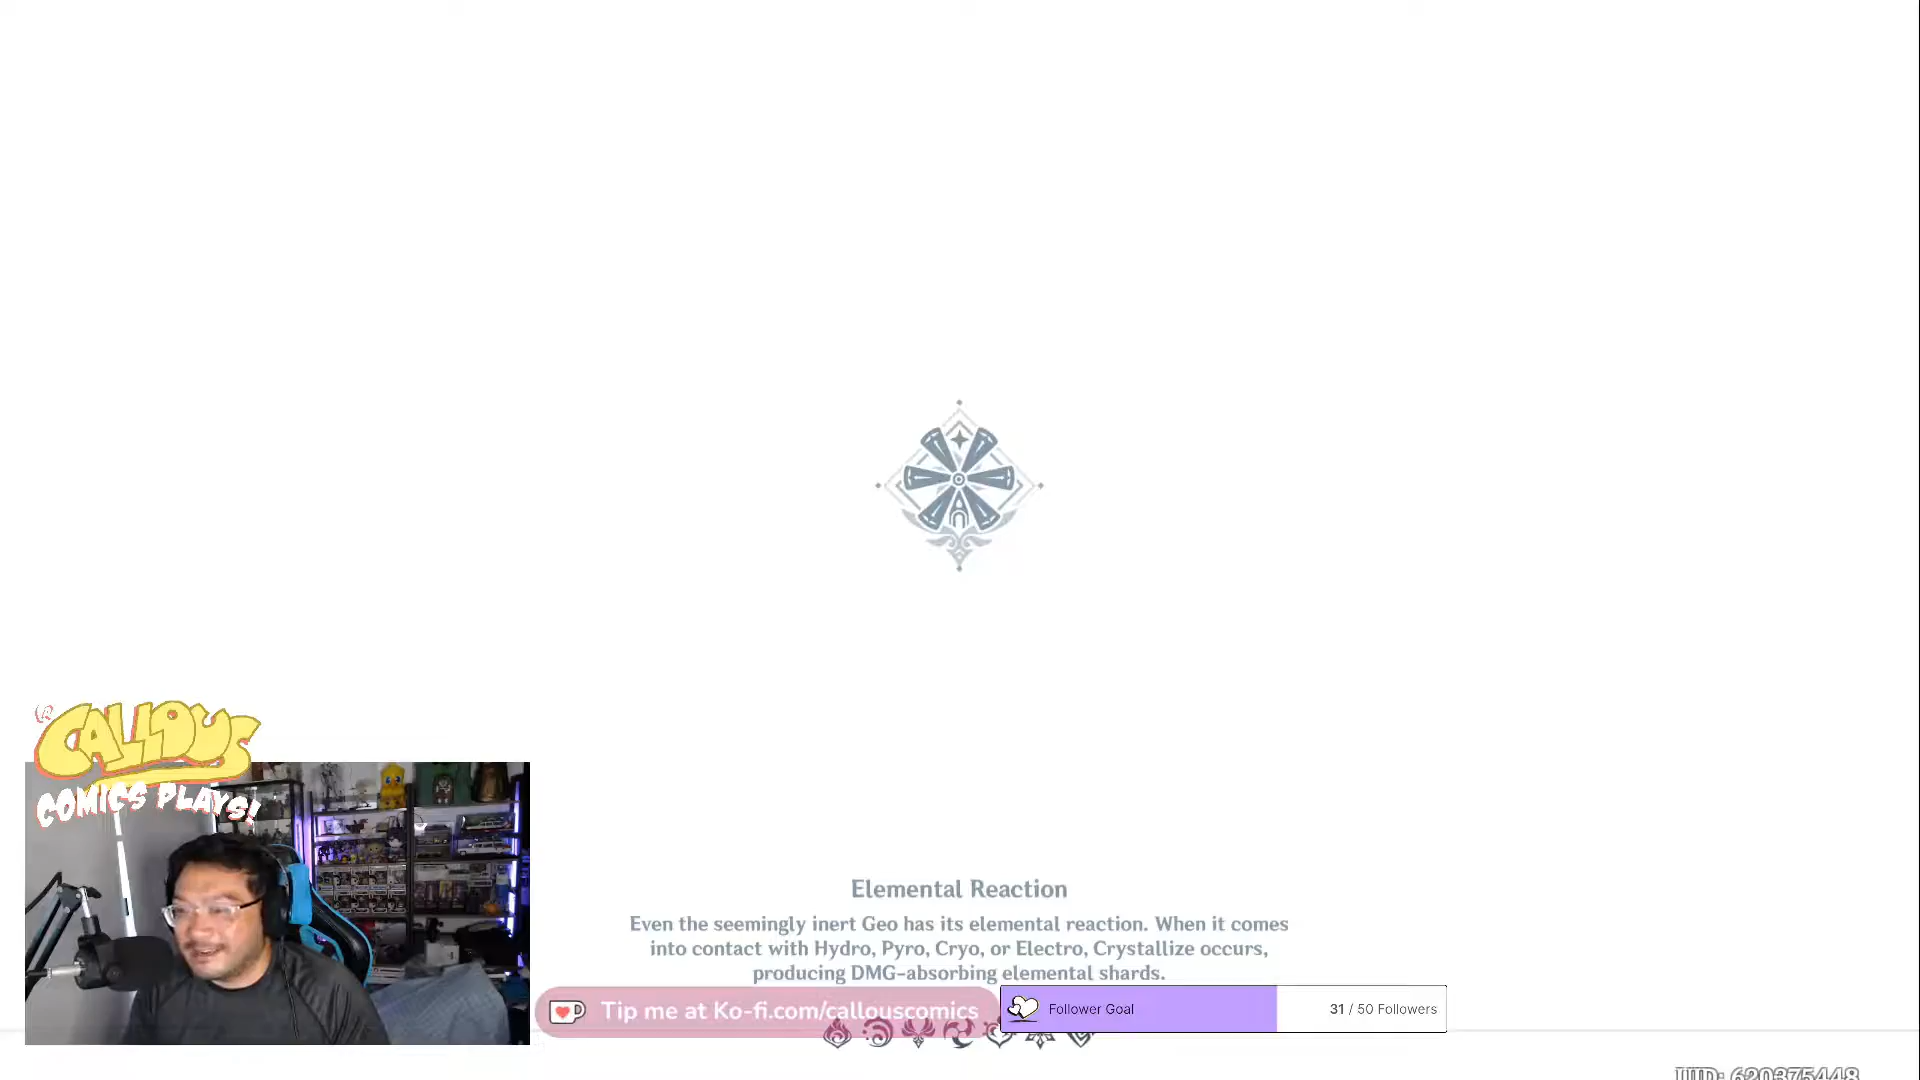 @CALLOUS
COMICS PLAYS!
Elemental Reaction
Even the seemingly inert Geo has its elemental reaction. When it comes
into contact with Hydro, Pyro, Cryo, or Electro, Crystallize occurs,
producing DMG-absorbing elemental shards.
Tip me at Ko-fi.com/callouscomics
Follower Goal
31 / 50 Followers
UID: 620375448